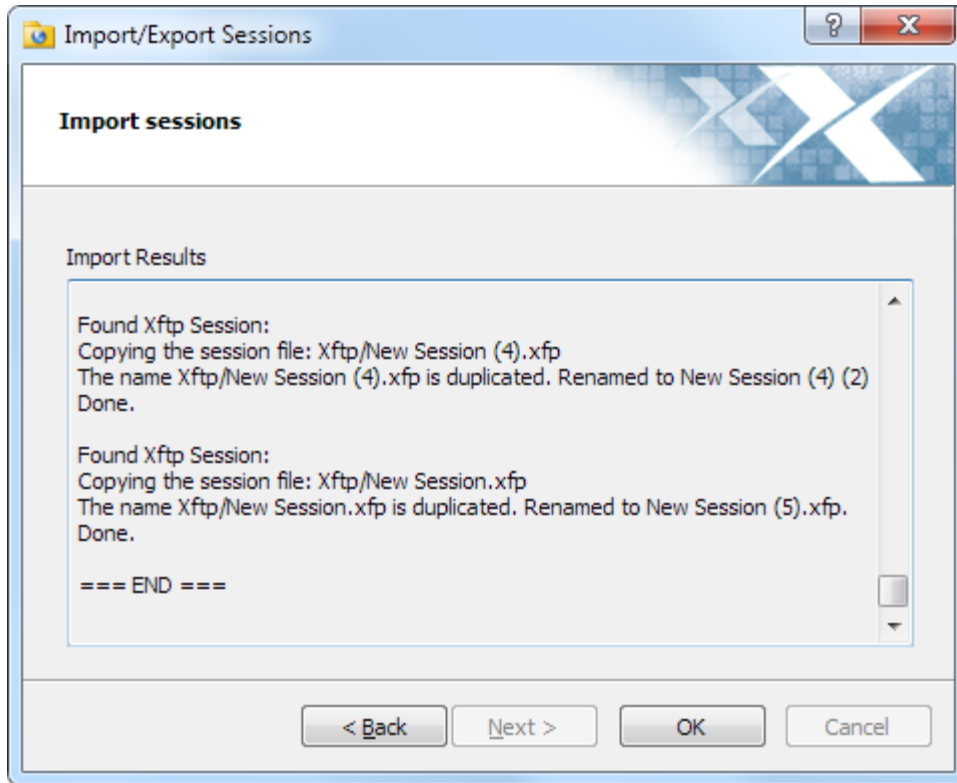 Import/Export Sessions
Import sessions
Import Results
Found Xftp Session:
Copying the session file: Xftp/New Session (4).xfp
The name Xftp/New Session (4).xfp is duplicated. Renamed to New Session (4) (2)
Done.
Found Xftp Session:
Copying the session file: Xftp/New Session.xfp
The name Xftp/New Session.xfp is duplicated. Renamed to New Session (5).xfp.
Done.
=== END ===
< Back Next > OK Cancel